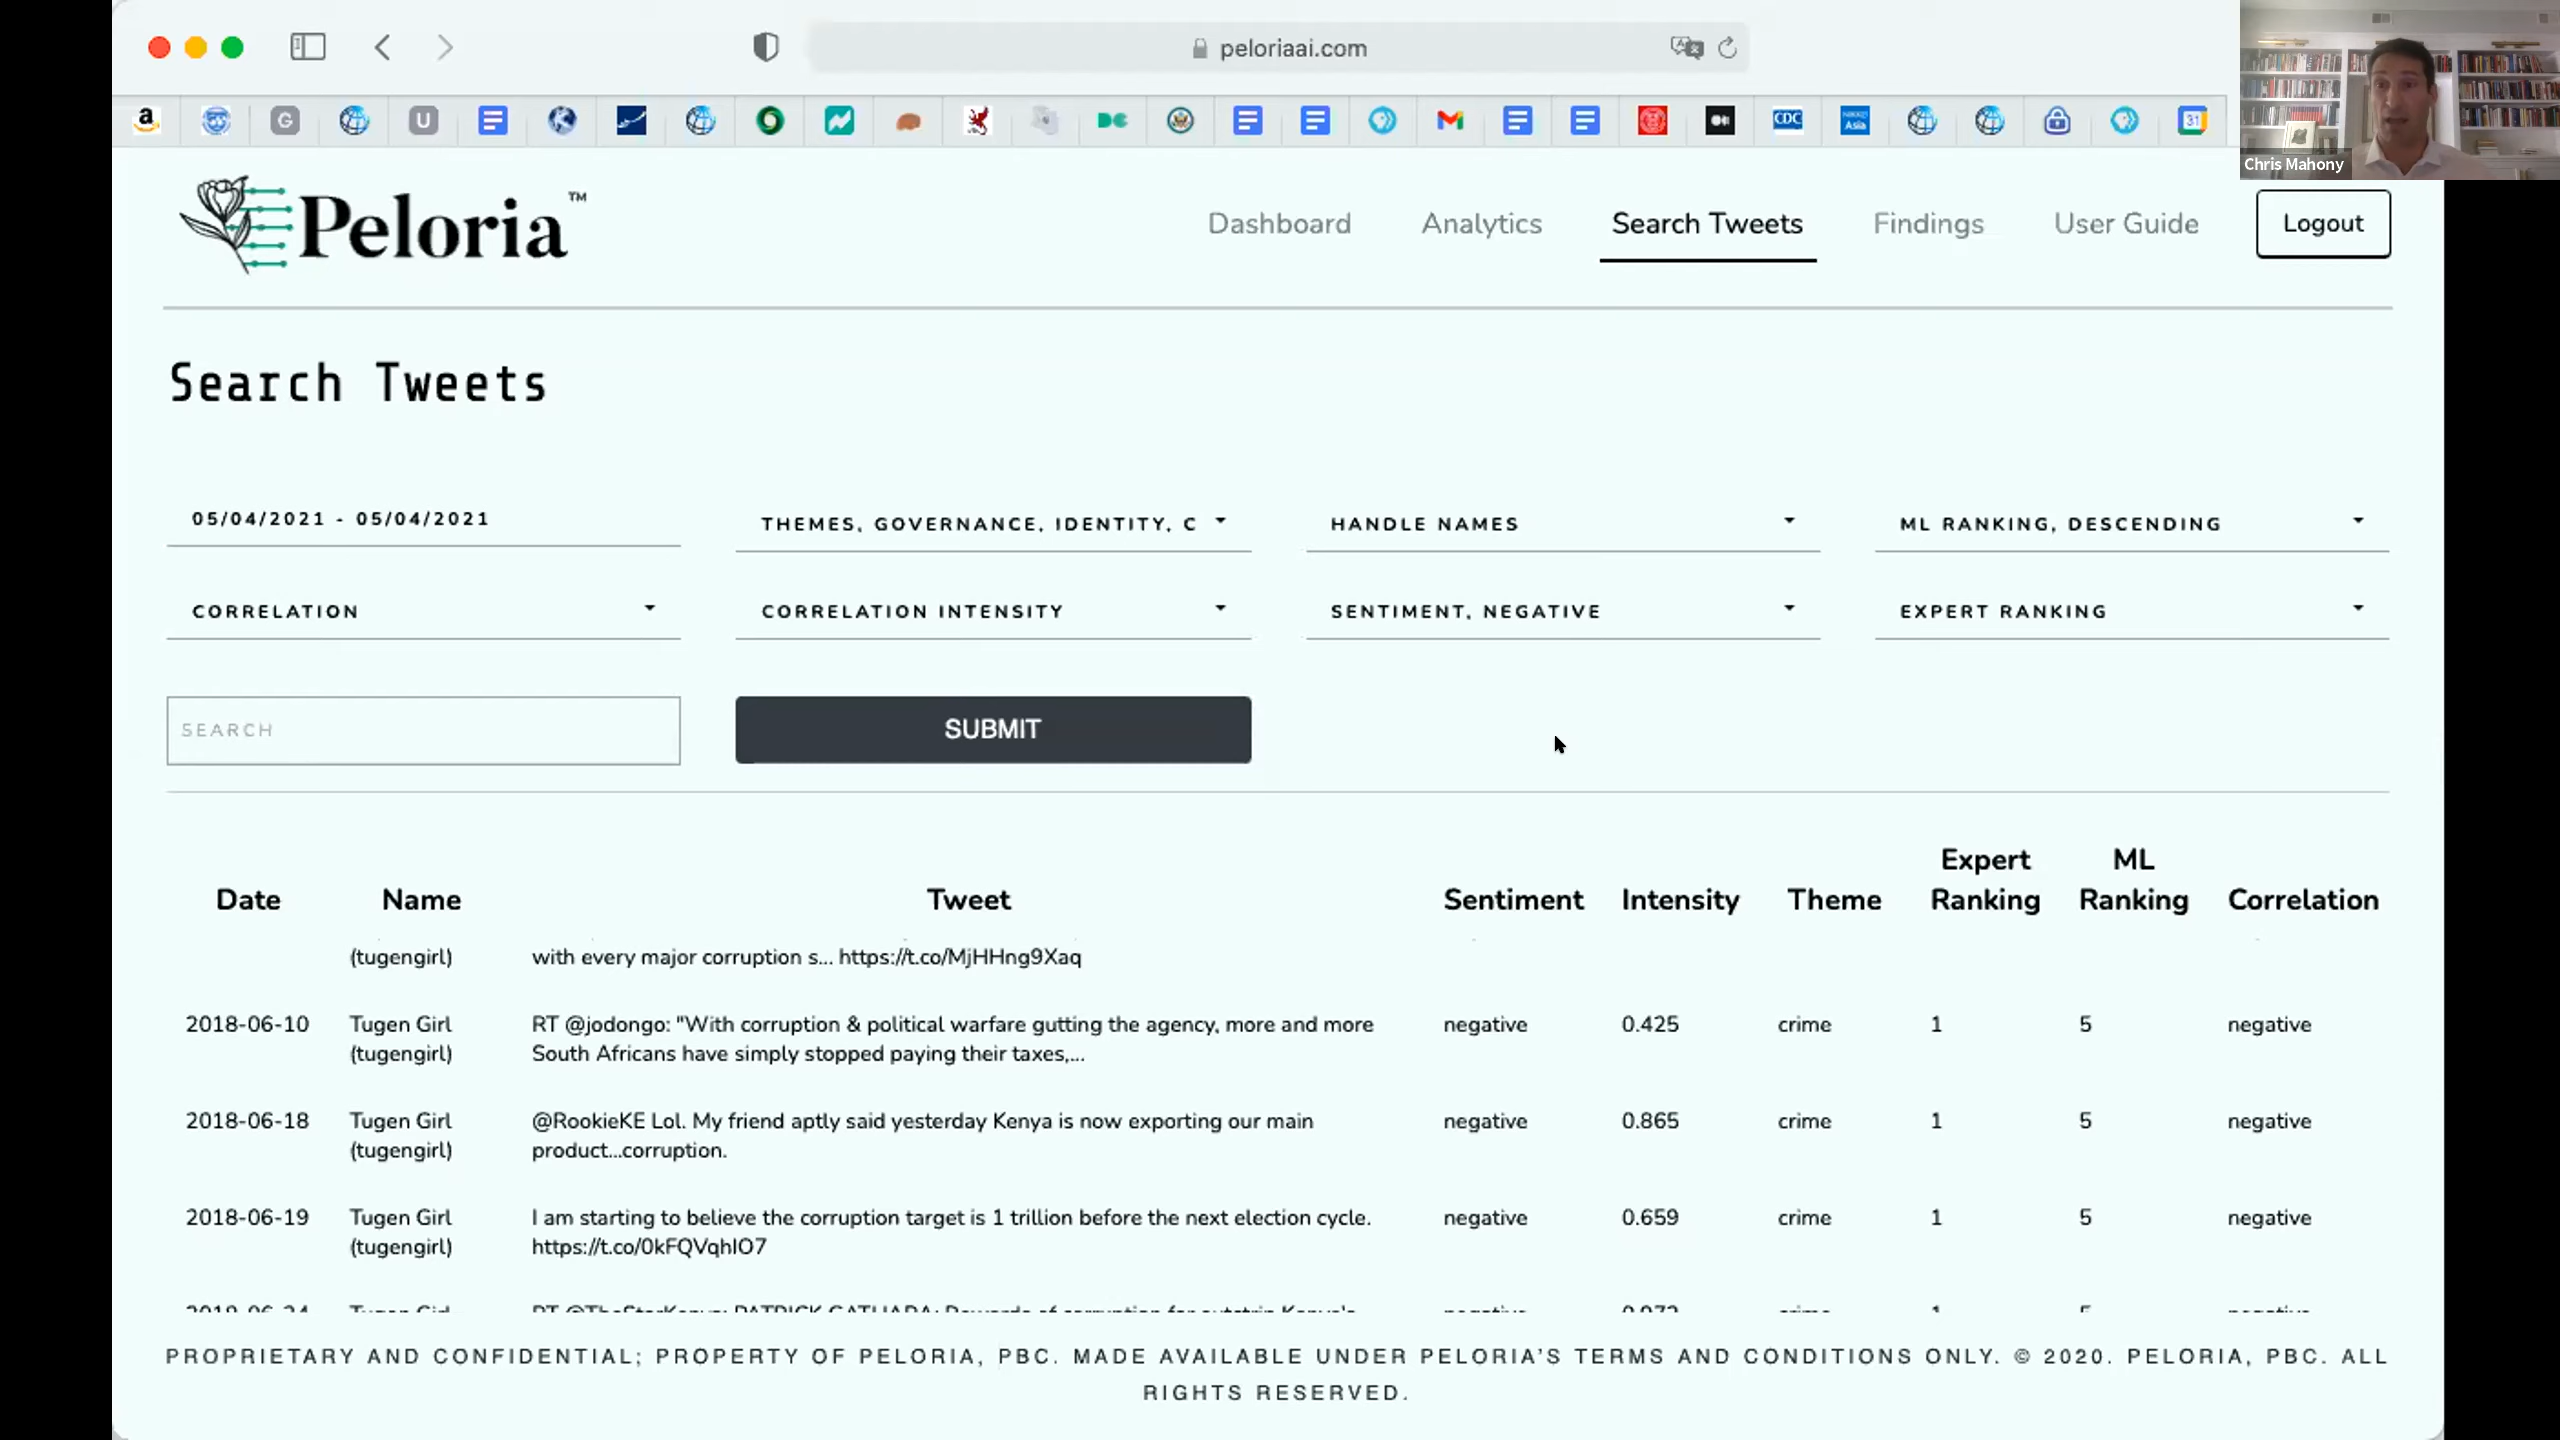 peloriaai.com
Chris Mahony
Peloria™
Dashboard Analytics Search Tweets Findings User Guide Logout
Search Tweets
05/04/2021 - 05/04/2021 THEMES, GOVERNANCE, IDENTITY, C HANDLE NAMES ML RANKING, DESCENDING
CORRELATION CORRELATION INTENSITY SENTIMENT, NEGATIVE EXPERT RANKING
SEARCH SUBMIT
Date Name Tweet Sentiment Intensity Theme Expert Ranking ML Ranking Correlation
(tugengirl) with every major corruption s... https://t.co/MjHHng9Xaq
2018-06-10 Tugen Girl RT @jodongo: "With corruption & political warfare gutting the agency, more and more negative 0.425 crime 1 5 negative
(tugengirl) South Africans have simply stopped paying their taxes,...
2018-06-18 Tugen Girl @RookieKE Lol. My friend aptly said yesterday Kenya is now exporting our main negative 0.865 crime 1 5 negative
(tugengirl) product...corruption.
2018-06-19 Tugen Girl I am starting to believe the corruption target is 1 trillion before the next election cycle. negative 0.659 crime 1 5 negative
(tugengirl) https://t.co/0kFQVqhlO7
PROPRIETARY AND CONFIDENTIAL; PROPERTY OF PELORIA, PBC. MADE AVAILABLE UNDER PELORIA'S TERMS AND CONDITIONS ONLY. © 2020. PELORIA, PBC. ALL
RIGHTS RESERVED.